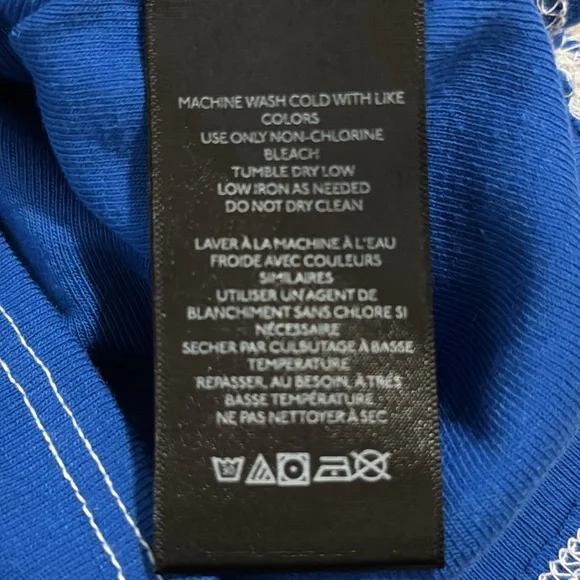 MACHINE WASH COLD WITH LIKE
COLORS
USE ONLY NON-CHLORINE
BLEACH
TUMBLE DRY LOW
LOW IRON AS NEEDED
DO NOT DRY CLEAN
LAVER À LA MACHINE À L'EAU
FROIDE AVEC COULEURS
SIMILAIRES
UTILISER UN AGENT DE
BLANCHIMENT SANS CHLORE SI
NÉCESSAIRE
SECHER PAR CULBUTAGE À BASSE
TEMPÉRATURE
REPASSER, AU BESOIN, À TRÈS
BASSE TEMPÉRATURE
NE PAS NETTOYER À SEC